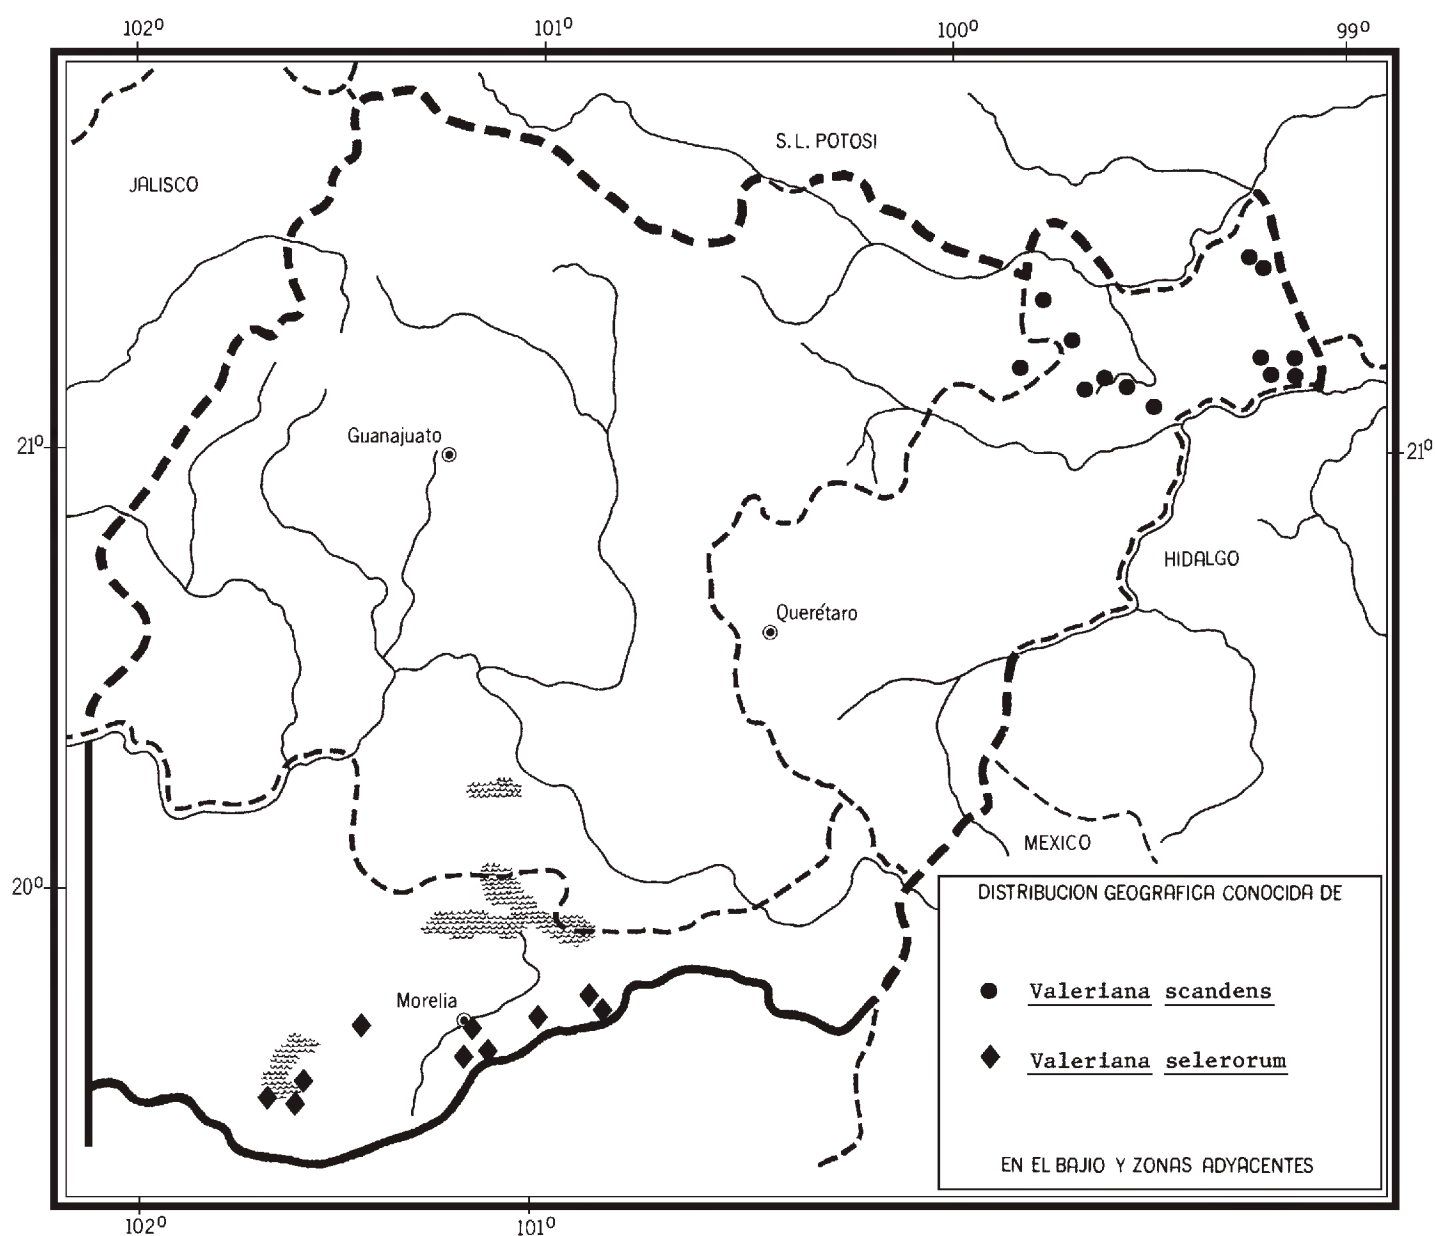 102º 101º 100º 99º
S.L. POTOSI
JALISCO
Guanajuato
21º 21º
HIDALGO
Querétaro
MEXICO
20º
DISTRIBUCION GEOGRAFICA CONOCIDA DE
Valeriana scandens
Morelia
Valeriana selerorum
EN EL BAJIO Y ZONAS ADYACENTES
102º 101º